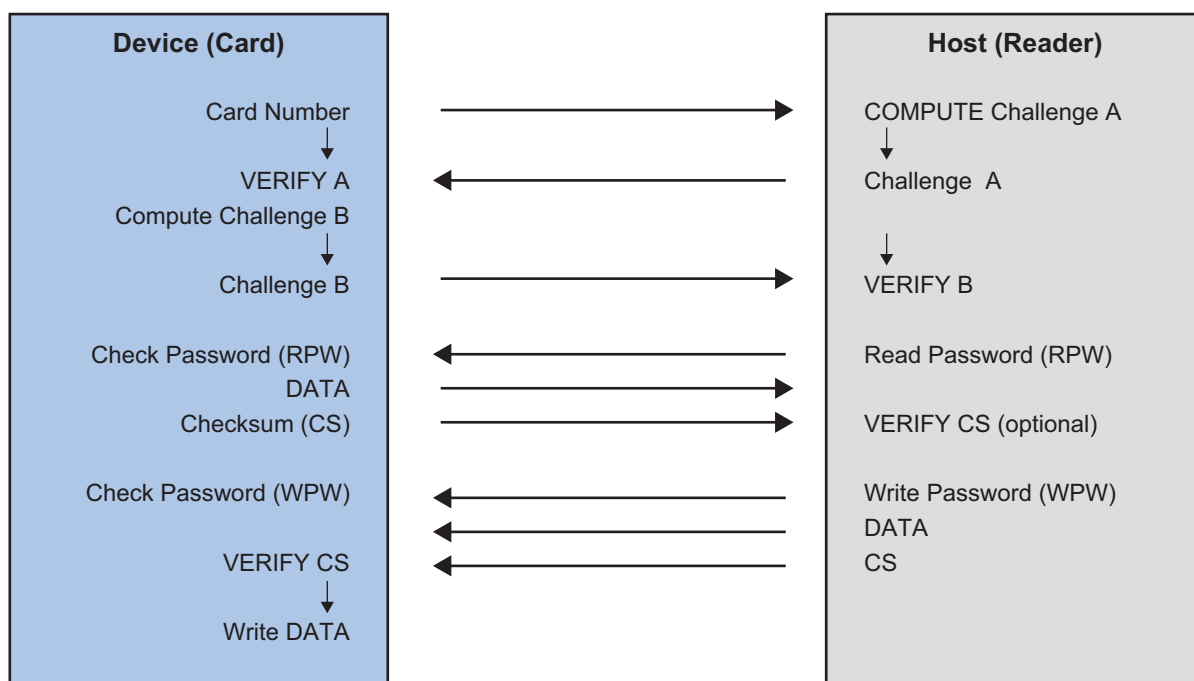 Device (Card)
Host (Reader)
Card Number
COMPUTE Challenge A
VERIFY A
Challenge A
Compute Challenge B
Challenge B
VERIFY B
Check Password (RPW)
Read Password (RPW)
DATA
Checksum (CS)
VERIFY CS (optional)
Check Password (WPW)
Write Password (WPW)
DATA
VERIFY CS
CS
Write DATA